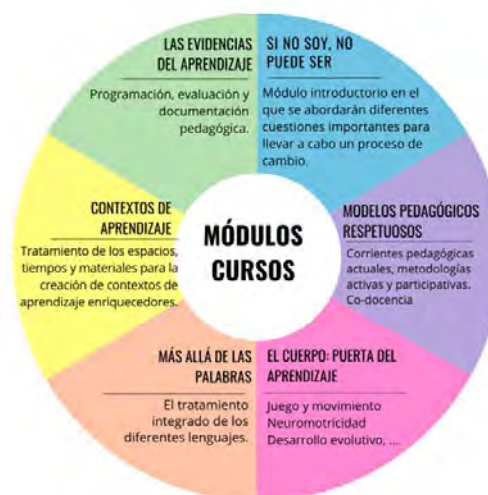 LAS EVIDENCIAS
DEL APRENDIZAJE
Programación, evaluación y
documentación
pedagógica.
SI NO SOY, NO
PUEDE SER
Módulo introductorio en el
que se abordarán diferentes
cuestiones importantes para
llevar a cabo un proceso de
cambio.
CONTEXTOS DE
APRENDIZAJE
Tratamiento de los espacios,
tiempos y materiales para la
creación de contextos de
aprendizaje enriquecedores.
MÓDULOS
CURSOS
MODELOS PEDAGÓGICOS
RESPETUOSOS
Corrientes pedagógicas
actuales, metodologías
activas y participativas.
Co-docencia
MÁS ALLÁ DE LAS
PALABRAS
El tratamiento
integrado de los
diferentes lenguajes.
EL CUERPO: PUERTA DEL
APRENDIZAJE
Juego y movimiento
Neuromotricidad
Desarrollo evolutivo, ...